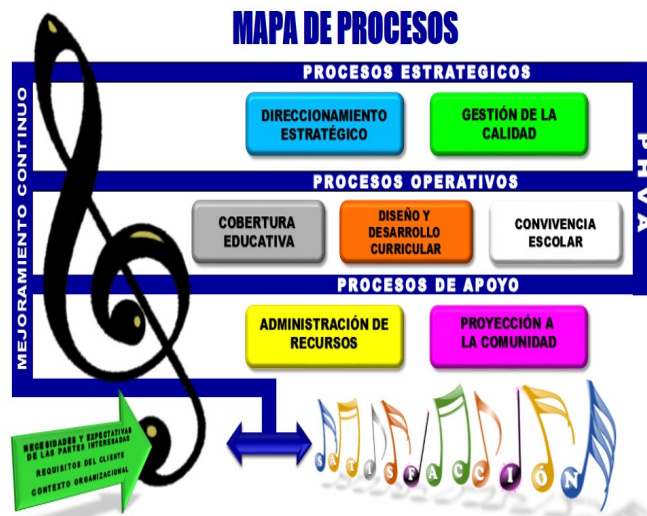 MAPA DE PROCESOS
PROCESOS ESTRATEGICOS
DIRECCIONAMIENTO
ESTRATÉGICO
GESTIÓN DE LA
CALIDAD
MEJORAMIENTO CONTINUO
PHVA
PROCESOS OPERATIVOS
COBERTURA
EDUCATIVA
DISEÑO Y
DESARROLLO
CURRICULAR
CONVIVENCIA
ESCOLAR
PROCESOS DE APOYO
ADMINISTRACIÓN DE
RECURSOS
PROYECCIÓN A
LA COMUNIDAD
NECESIDADES Y EXPECTATIVAS
DE LAS PARTES INTERESADAS
REQUISITOS DEL CLIENTE
CONTEXTO ORGANIZACIONAL
SATISFACCIÓN